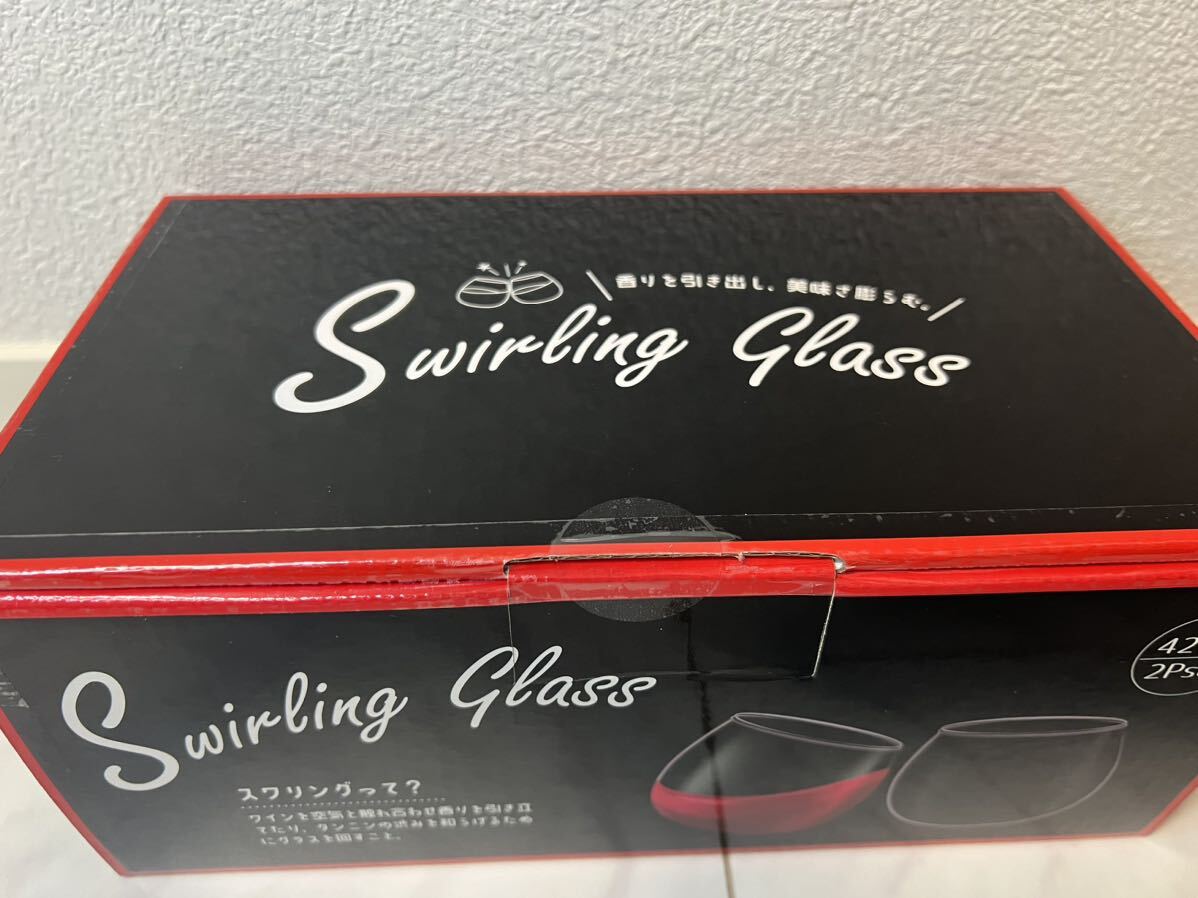 香りを引き出し、美味さ膨らむ。
Swirling Glass
Swirling Glass
42
2Ps
スワリングって？
ワインを空気と触れ合わせ香りを引き立
てたり、タンニンの渋みを和らげるため
にグラスを回すこと。